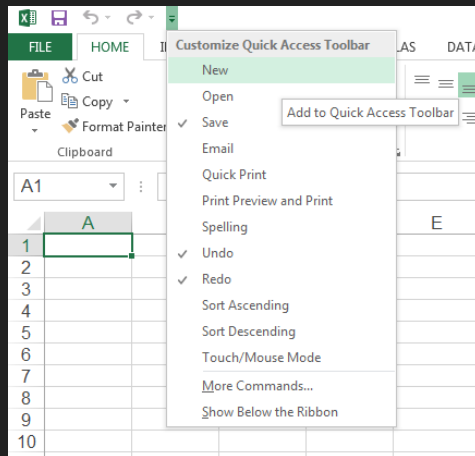 FILE HOME LAS DATA
Customize Quick Access Toolbar
New
Open
Add to Quick Access Toolbar
✓ Save
Email
Quick Print
Print Preview and Print
Spelling
✓ Undo
✓ Redo
Sort Ascending
Sort Descending
Touch/Mouse Mode
More Commands...
Show Below the Ribbon
Paste
Cut
Copy
Format Painter
Clipboard
A1
A E
1
2
3
4
5
6
7
8
9
10